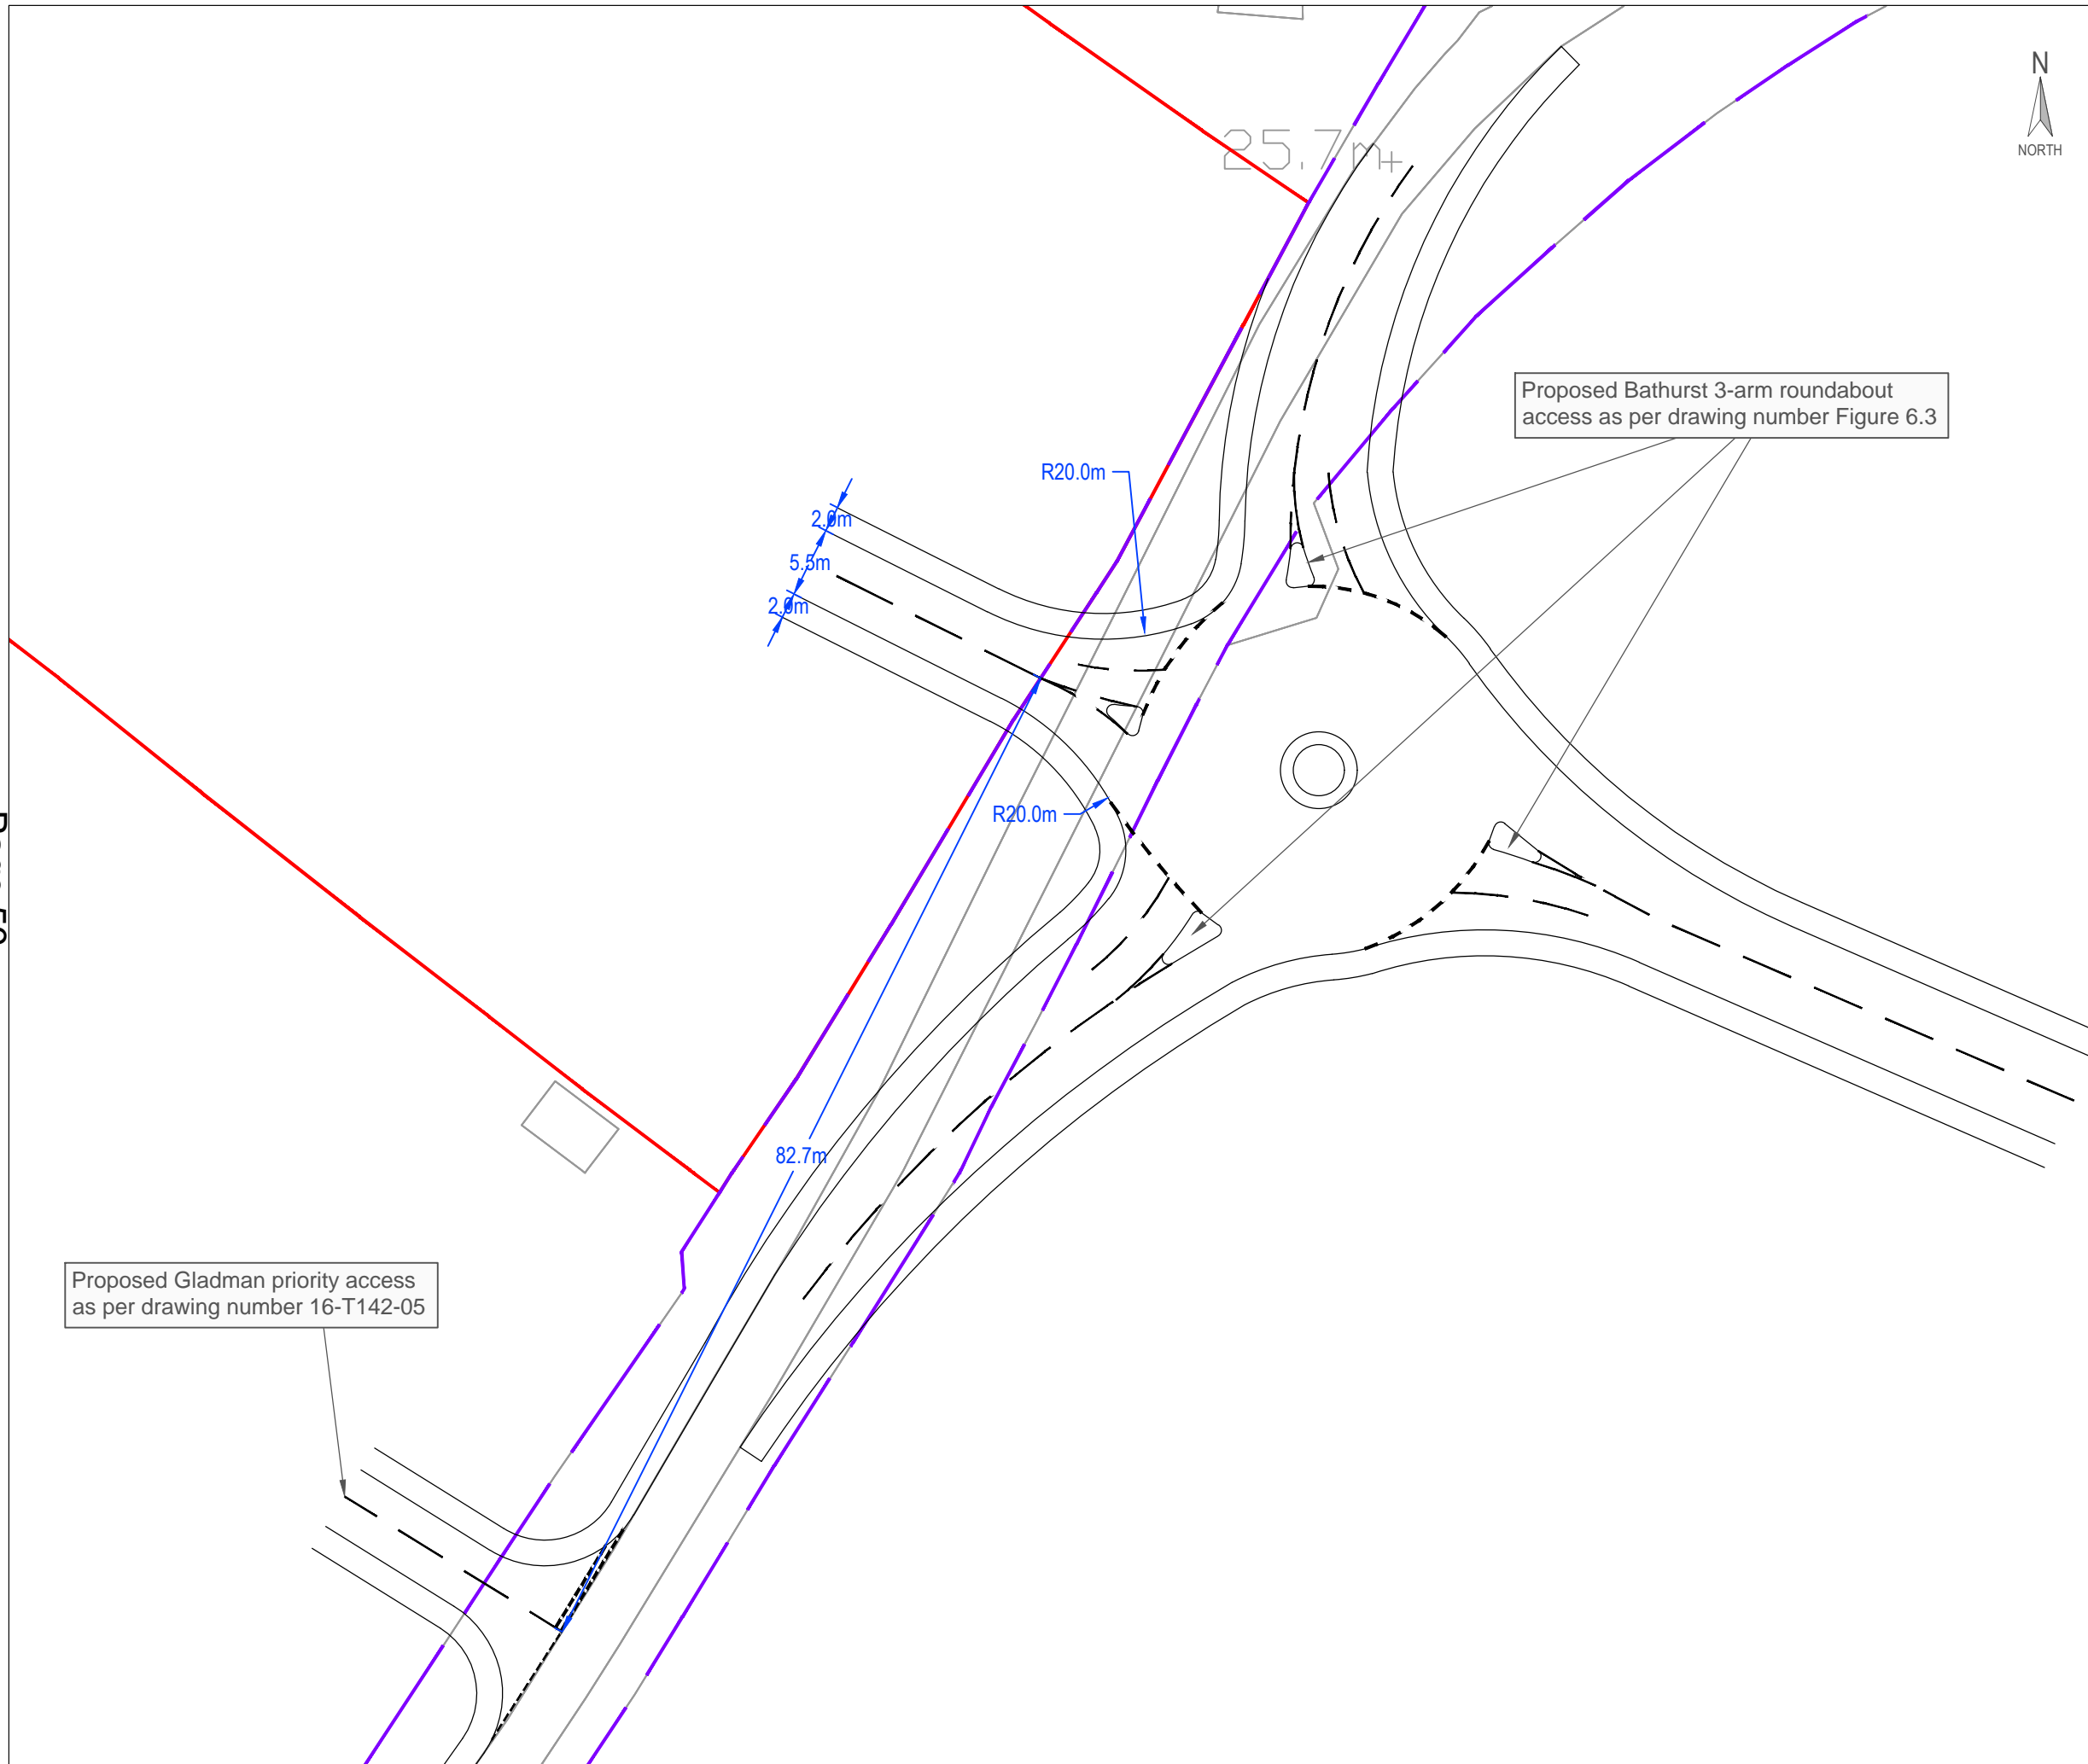 N
NORTH
25.7m
Proposed Bathurst 3-arm roundabout
access as per drawing number Figure 6.3
R20.0m
2.0m
5.5m
2.0m
R20.0m
82.7m
Proposed Gladman priority access
as per drawing number 16-T142-05